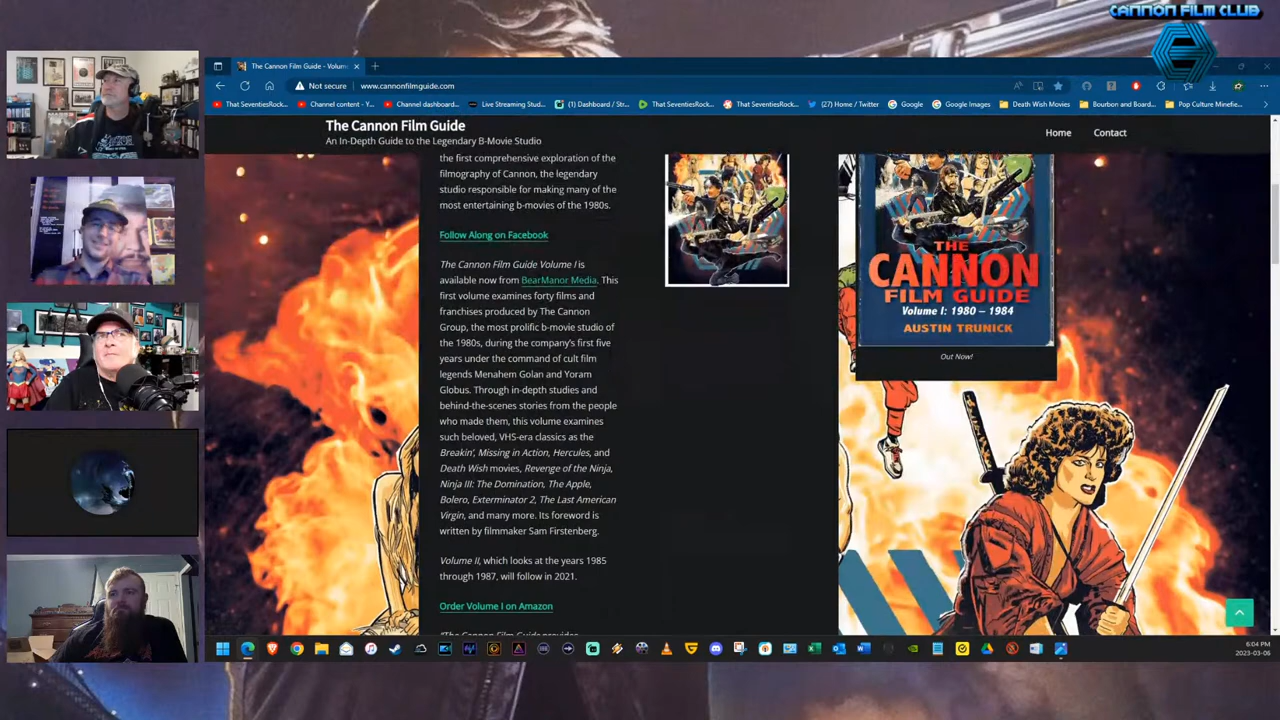 CANNON FILM CLUB
The Cannon Film Guide - Volum
Not secure
www.cannonfilmguide.com
That SeventiesRock...
Channel content - Y...
Channel dashboard...
Live Streaming Stud...
(1) Dashboard / Str...
That SeventiesRock...
That SeventiesRock...
(27) Home / Twitter
Google
Google Images
Death Wish Movies
Bourbon and Board...
Pop Culture Minefie...
The Cannon Film Guide
An In-Depth Guide to the Legendary B-Movie Studio
Home
Contact
the first comprehensive exploration of the
filmography of Cannon, the legendary
studio responsible for making many of the
most entertaining b-movies of the 1980s.
Follow Along on Facebook
The Cannon Film Guide Volume I is
available now from BearManor Media. This
first volume examines forty films and
franchises produced by The Cannon
Group, the most prolific b-movie studio of
the 1980s, during the company's first five
years under the command of cult film
legends Menahem Golan and Yoram
Globus. Through in-depth studies and
behind-the-scenes stories from the people
who made them, this volume examines
such beloved, VHS-era classics as the
Breakin', Missing in Action, Hercules, and
Death Wish movies, Revenge of the Ninja,
Ninja III: The Domination, The Apple,
Bolero, Exterminator 2, The Last American
Virgin, and many more. Its foreword is
written by filmmaker Sam Firstenberg.
Volume II, which looks at the years 1985
through 1987, will follow in 2021.
Order Volume I on Amazon
"The Cannon Film Guide provides
THE
CANNON
FILM GUIDE
Volume I: 1980 – 1984
AUSTIN TRUNICK
Out Now!
6:04 PM
2023-03-06